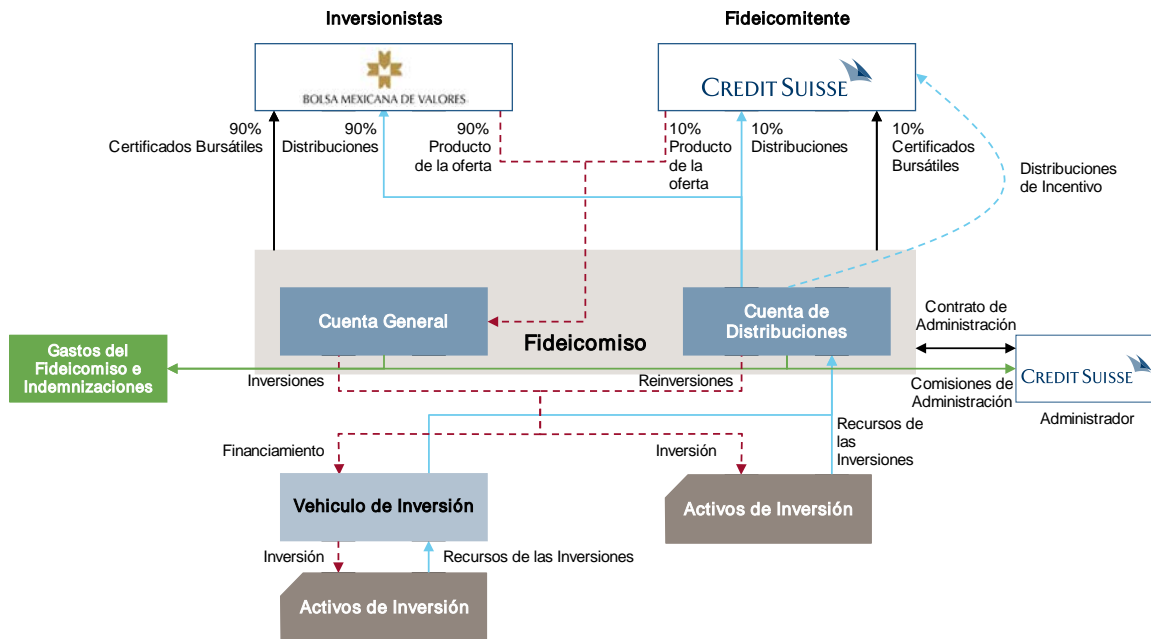 Inversionistas
Fideicomitente
BOLSA MEXICANA DE VALORES
CREDIT SUISSE
90%
Certificados Bursátiles
90%
Distribuciones
90%
Producto
de la oferta
10%
Producto
de la
oferta
10%
Distribuciones
10%
Certificados
Bursátiles
Distribuciones
de Incentivo
Cuenta General
Cuenta de
Distribuciones
Fideicomiso
Contrato de
Administración
Gastos del
Fideicomiso e
Indemnizaciones
CREDIT SUISSE
Inversiones
Reinversiones
Comisiones de
Administración
Administrador
Recursos de
las
Inversiones
Financiamiento
Inversión
Vehiculo de Inversión
Activos de Inversión
Inversión
Recursos de las Inversiones
Activos de Inversión